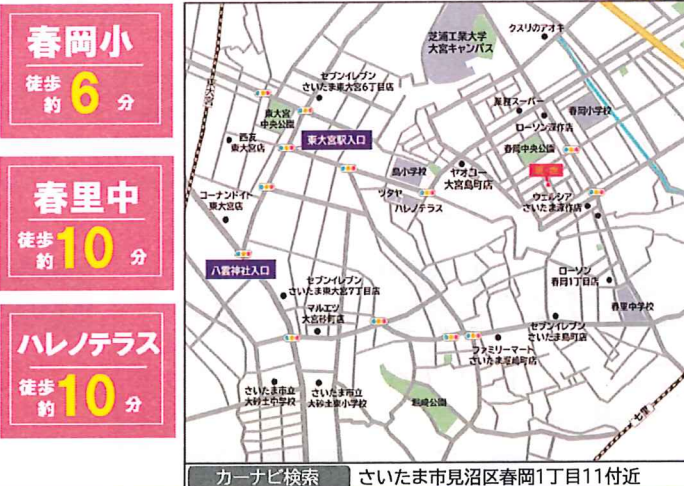 春岡小
徒歩約6分
春里中
徒歩約10分
ハレノテラス
徒歩約10分
芝浦工業大学
大宮キャンパス
クスリのアオキ
セブンイレブン
さいたま東大宮6丁目店
東大宮
中央公園
西友
東大宮店
東大宮駅入口
業務スーパー
春岡小学校
ローソン深作店
春岡中央公園
島小学校
ヤオコー
大宮島町店
ツタヤ
ハレノテラス
ウエルシア
さいたま深作店
コーナンドイト
東大宮店
八雲神社入口
セブンイレブン
さいたま東大宮7丁目店
マルエツ
大宮砂町店
ローソン
春岡1丁目店
春里中学校
セブンイレブン
さいたま島町店
ファミリーマート
さいたま堀崎町店
さいたま市立
大砂土中学校
さいたま市立
大砂土東小学校
堀崎公園
七里
カーナビ検索
さいたま市見沼区春岡1丁目11付近